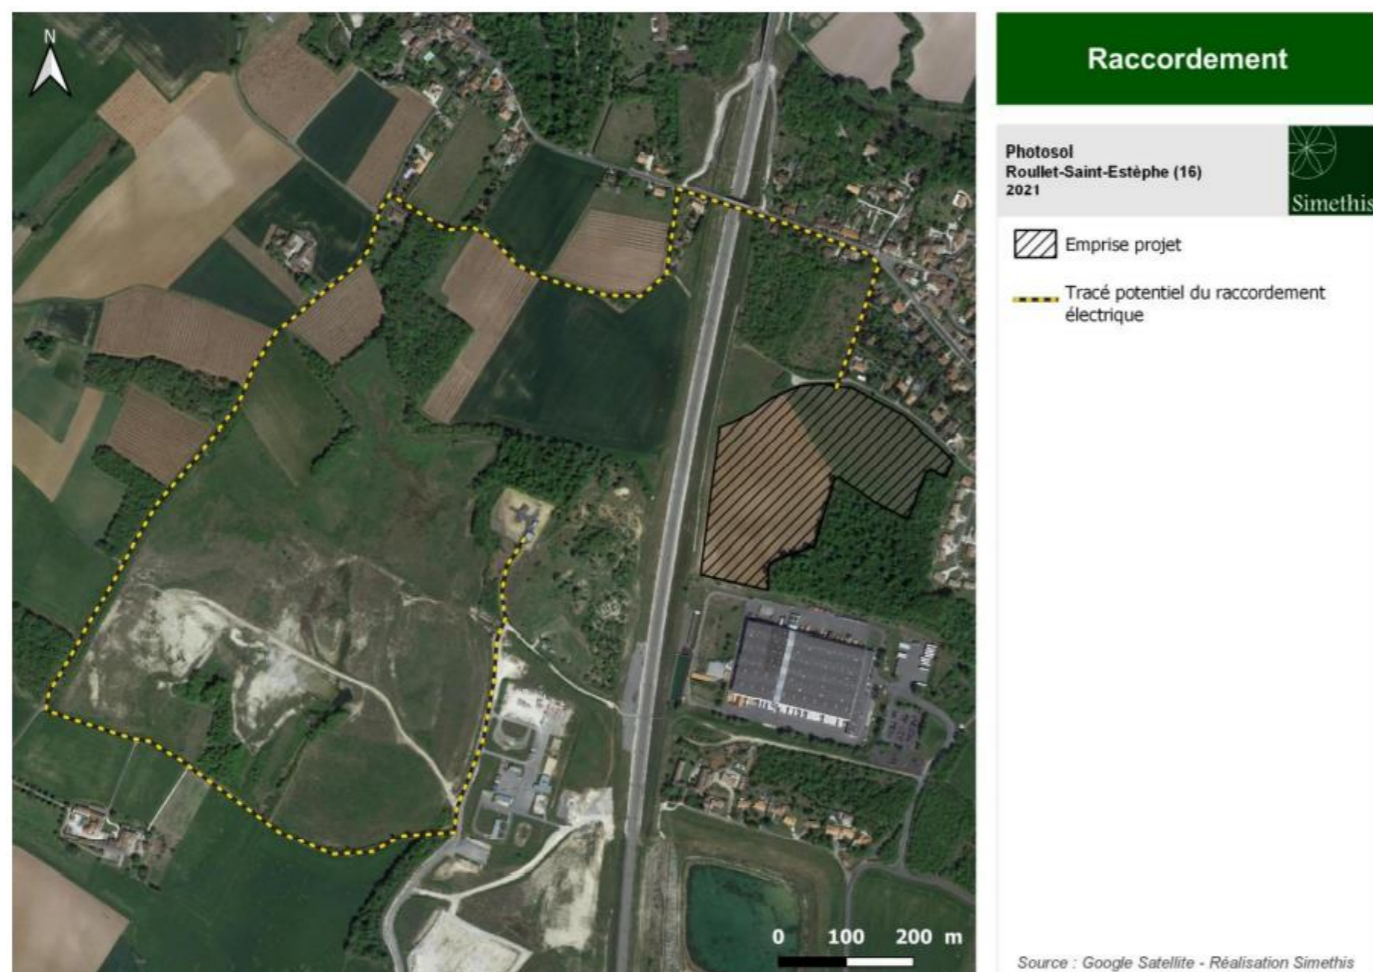 N
Raccordement
Photosol
Roullet-Saint-Estèphe (16)
2021
Simethis
Emprise projet
Tracé potentiel du raccordement
électrique
0 100 200 m
Source : Google Satellite - Réalisation Simethis